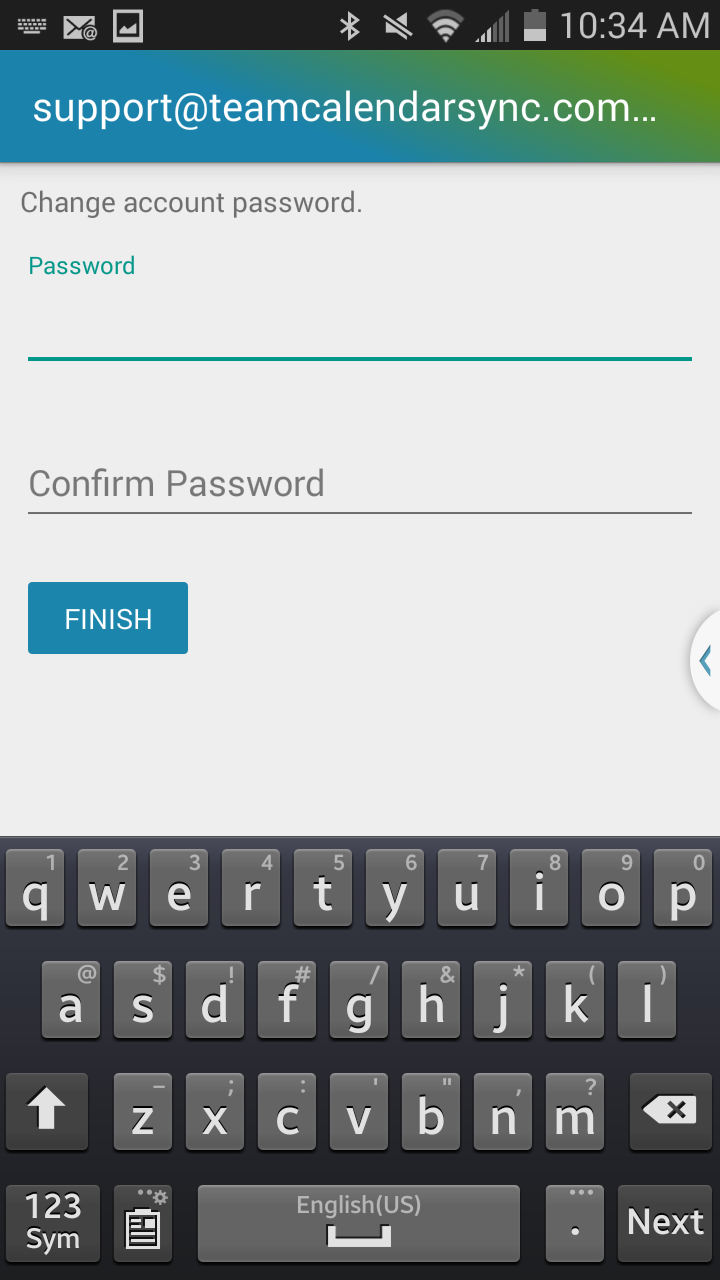 10:34 AM
support@teamcalendarsync.com...
Change account password.
Password
Confirm Password
FINISH
1 2 3 4 5 6 7 8 9 0
q w e r t y u i o p
@ $ ! # / & * ( )
a s d f g h j k l
_ ; : ' " , ?
z x c v b n m
123 English(US) ...
Sym . Next